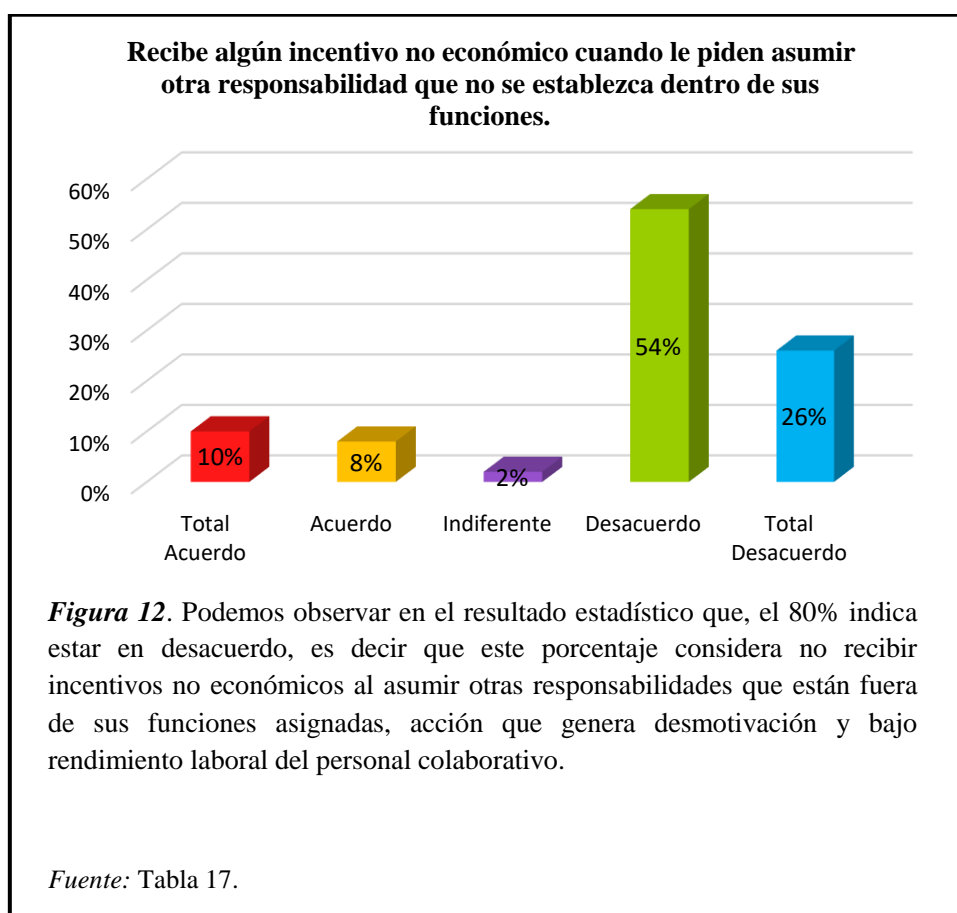 Recibe algún incentivo no económico cuando le piden asumir
otra responsabilidad que no se establezca dentro de sus
funciones.
60%
50%
40%
30%
20%
10%
0%
10%
8%
2%
54%
26%
Total
Acuerdo
Acuerdo
Indiferente
Desacuerdo
Total
Desacuerdo
Figura 12. Podemos observar en el resultado estadístico que, el 80% indica
estar en desacuerdo, es decir que este porcentaje considera no recibir
incentivos no económicos al asumir otras responsabilidades que están fuera
de sus funciones asignadas, acción que genera desmotivación y bajo
rendimiento laboral del personal colaborativo.
Fuente: Tabla 17.